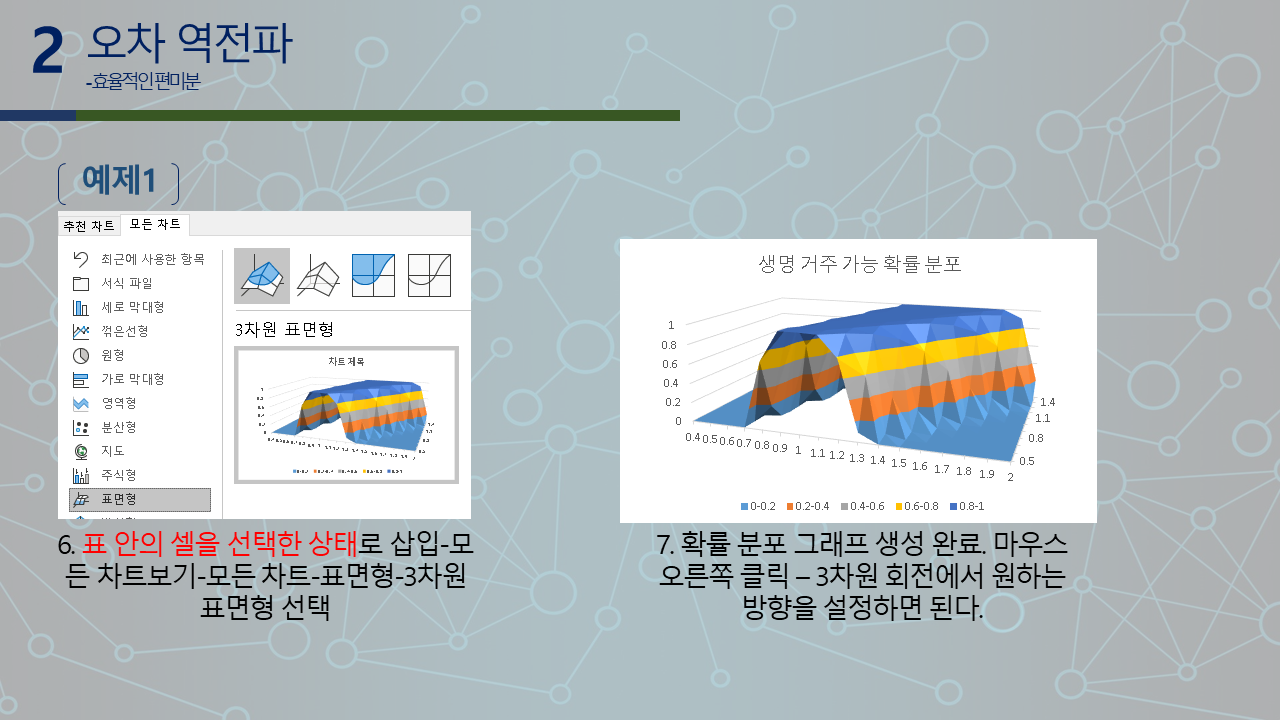 2
오차 역전파
-효율적인 편미분
예제1
추천 차트 모든 차트
최근에 사용한 항목
서식 파일
세로 막대형
꺾은선형
원형
가로 막대형
영역형
분산형
지도
주식형
표면형
3차원 표면형
차트 제목
6. 표 안의 셀을 선택한 상태로 삽입-모
든 차트보기-모든 차트-표면형-3차원
표면형 선택
생명 거주 가능 확률 분포
1
0.8
0.6
0.4
0.2
0
0.4 0.5 0.6 0.7 0.8 0.9 1 1.1 1.2 1.3 1.4 1.5 1.6 1.7 1.8 1.9 2
1.4
1.1
0.8
0.5
0-0.2 0.2-0.4 0.4-0.6 0.6-0.8 0.8-1
7. 확률 분포 그래프 생성 완료. 마우스
오른쪽 클릭 – 3차원 회전에서 원하는
방향을 설정하면 된다.